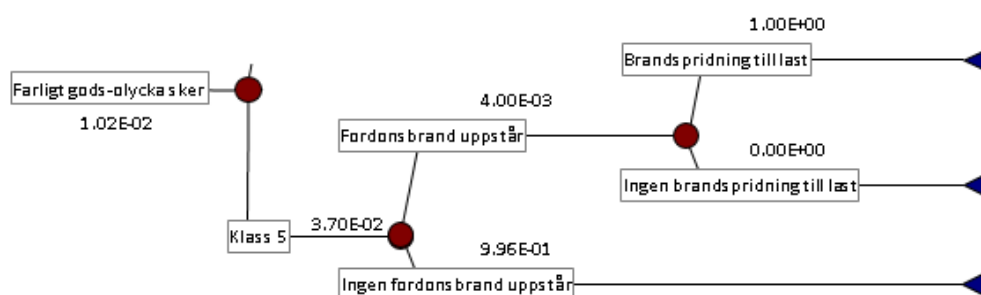 1.00E+00
Brandspridning till last
Farligt gods-olycka sker
1.02E-02
4.00E-03
Fordonsbrand uppstår
0.00E+00
Ingen brandspridning till last
Klass 5
3.70E-02
9.96E-01
Ingen fordonsbrand uppstår